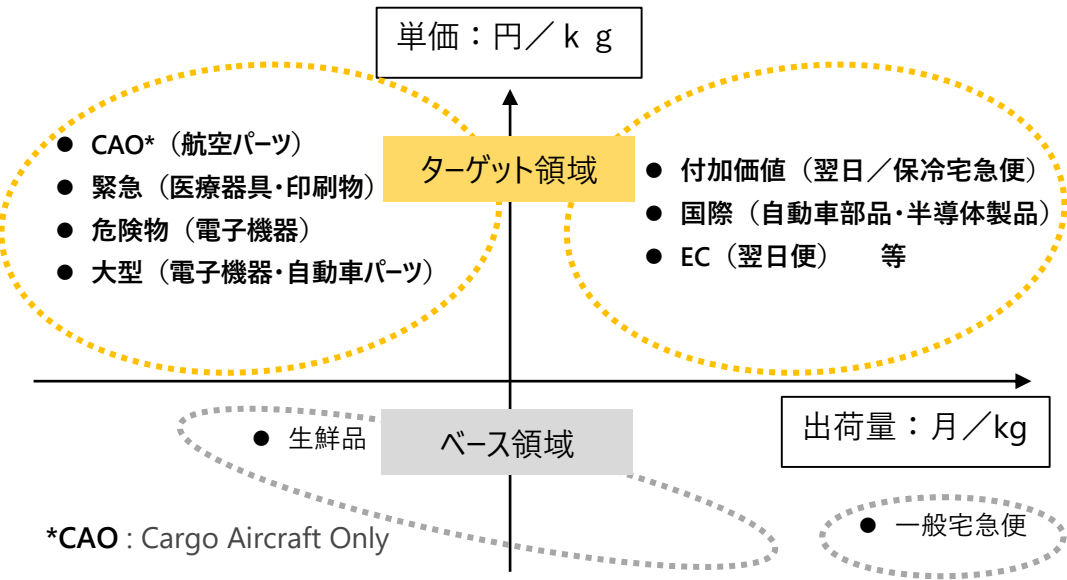 単価：円／ｋｇ
ターゲット領域
● CAO*（航空パーツ）
● 緊急（医療器具・印刷物）
● 危険物（電子機器）
● 大型（電子機器・自動車パーツ）
● 付加価値（翌日／保冷宅急便）
● 国際（自動車部品・半導体製品）
● EC（翌日便）　　等
出荷量：月／kg
ベース領域
● 生鮮品
● 一般宅急便
*CAO : Cargo Aircraft Only